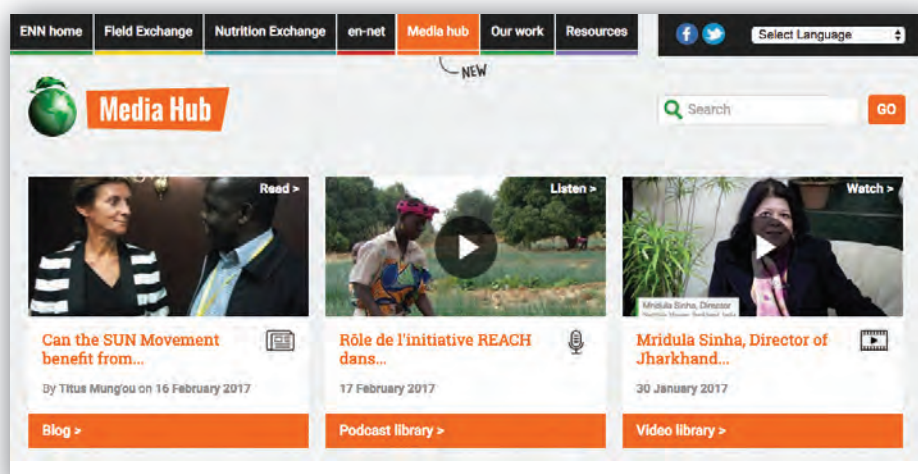 ENN home Field Exchange Nutrition Exchange en-net Media hub Our work Resources
Select Language
NEW
Media Hub
Search GO
Read >
Listen >
Watch >
Mridula Sinha, Director
Can the SUN Movement
benefit from...
By Titus Mung'ou on 16 February 2017
Blog >
Rôle de l'initiative REACH
dans...
17 February 2017
Podcast library >
Mridula Sinha, Director of
Jharkhand...
30 January 2017
Video library >